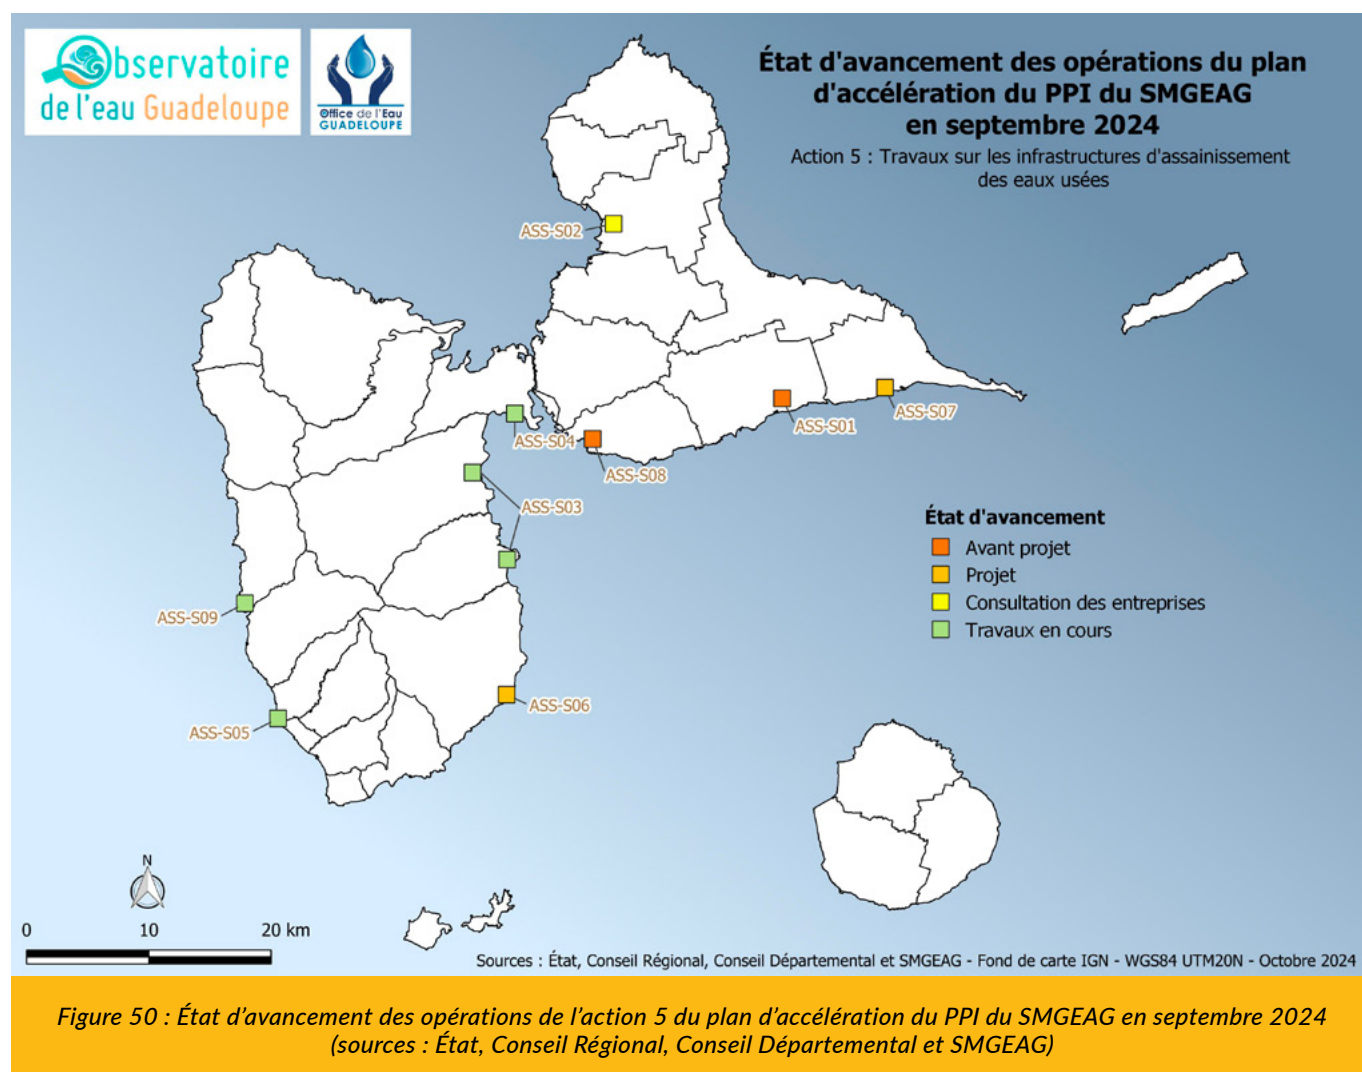 Observatoire
de l'eau Guadeloupe
Office de l'Eau
GUADELOUPE
État d'avancement des opérations du plan
d'accélération du PPI du SMGEAG
en septembre 2024
Action 5 : Travaux sur les infrastructures d'assainissement
des eaux usées
ASS-S02
ASS-S07
ASS-S01
ASS-S04
ASS-S08
ASS-S03
ASS-S09
ASS-S06
ASS-S05
État d'avancement
Avant projet
Projet
Consultation des entreprises
Travaux en cours
N
0 10 20 km
Sources : État, Conseil Régional, Conseil Départemental et SMGEAG - Fond de carte IGN - WGS84 UTM20N - Octobre 2024
Figure 50 : État d’avancement des opérations de l’action 5 du plan d’accélération du PPI du SMGEAG en septembre 2024
(sources : État, Conseil Régional, Conseil Départemental et SMGEAG)